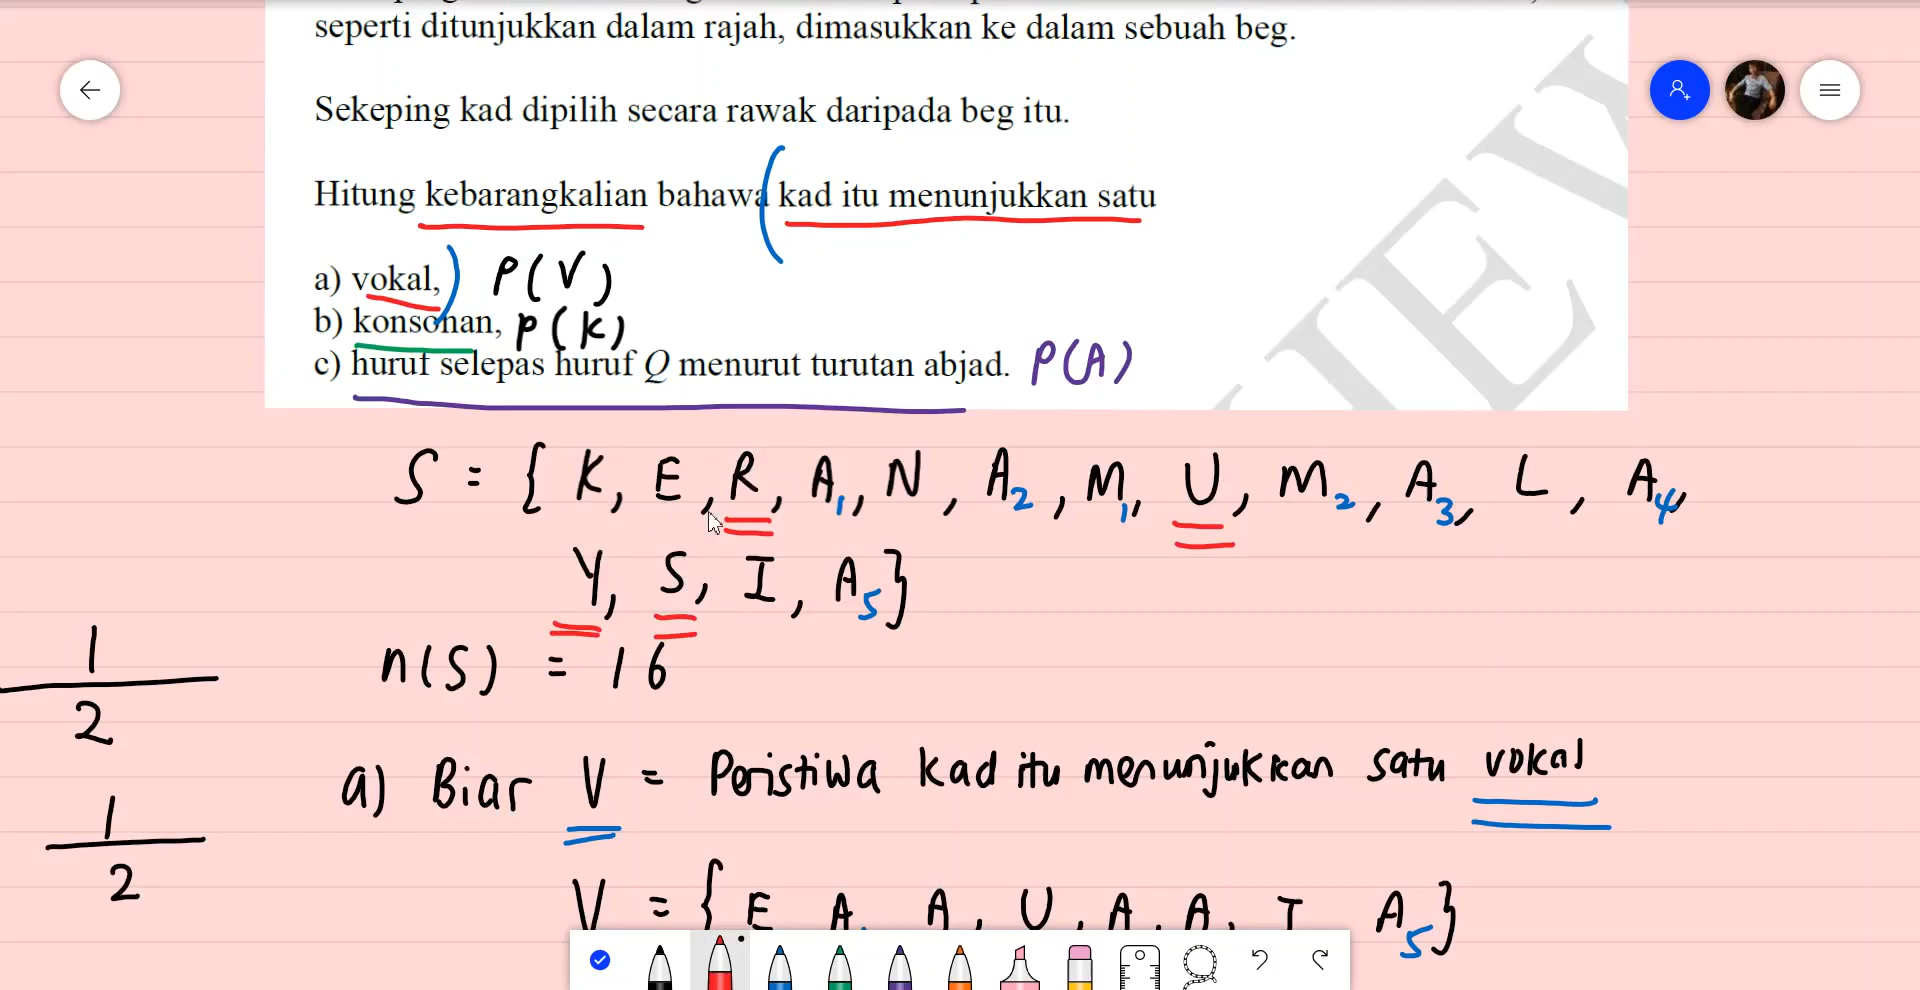 seperti ditunjukkan dalam rajah, dimasukkan ke dalam sebuah beg.
Sekeping kad dipilih secara rawak daripada beg itu.
Hitung kebarangkalian bahawa (kad itu menunjukkan satu
a) vokal,) P(V)
b) konsonan, P(K)
c) huruf selepas huruf Q menurut turutan abjad. P(A)
S = { K, E, R, A1, N, A2, M1, U, M2, A3, L, A4,
Y, S, I, A5}
n(S) = 16
1
2
a) Biar V = Peristiwa kad itu menunjukkan satu vokal
1
2
V = { E A, A, U, A, A, I A5}